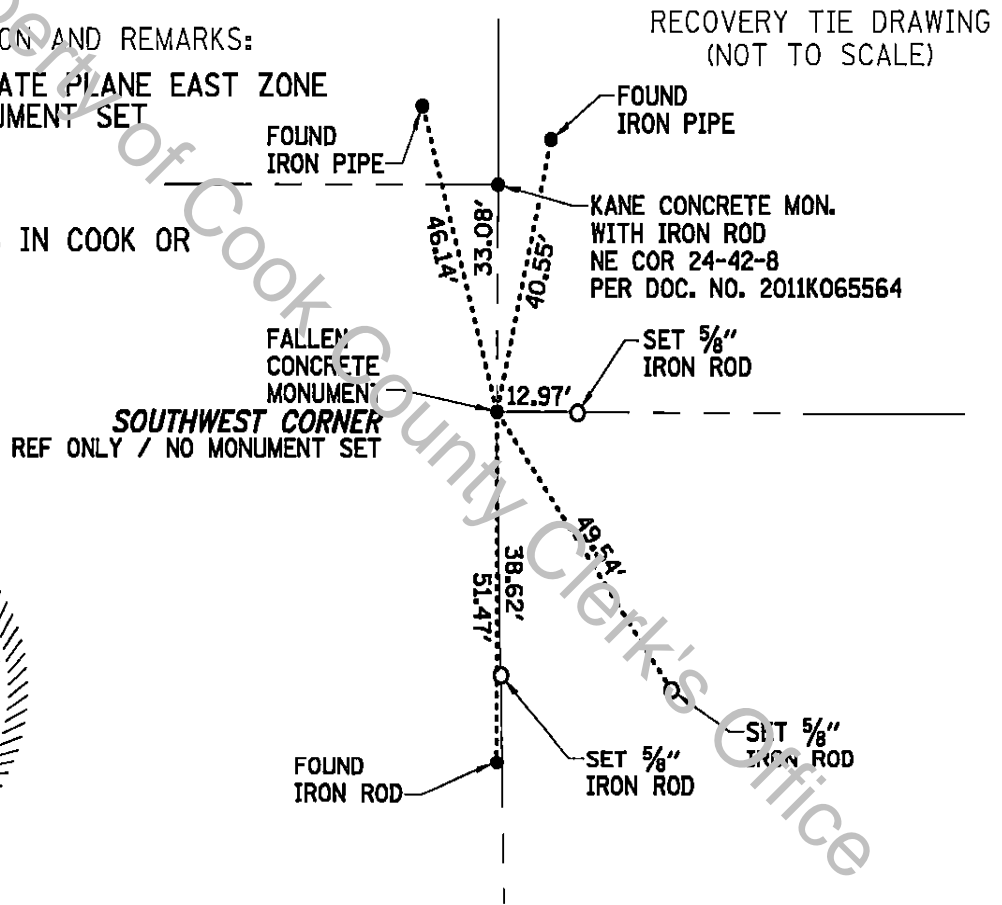 ON AND REMARKS:
ATE PLANE EAST ZONE
UMENT SET
IN COOK OR
RECOVERY TIE DRAWING
(NOT TO SCALE)
FOUND
IRON PIPE
FOUND
IRON PIPE
KANE CONCRETE MON.
WITH IRON ROD
NE COR 24-42-8
PER DOC. NO. 2011K065564
46.14'
33.08'
40.55'
FALLEN
CONCRETE
MONUMENT
SOUTHWEST CORNER
REF ONLY / NO MONUMENT SET
12.97'
SET 5/8"
IRON ROD
49.54'
38.62'
51.47'
FOUND
IRON ROD
SET 5/8"
IRON ROD
SET 5/8"
IRON ROD
perty of Cook County Clerk's Office